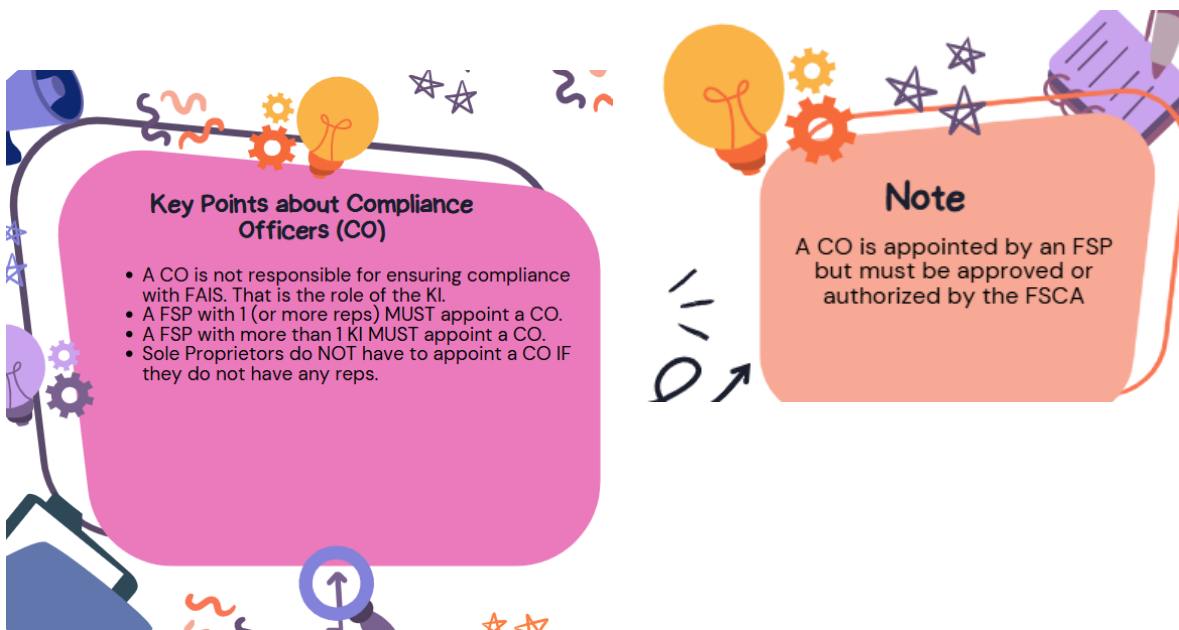 Key Points about Compliance
Officers (CO)
• A CO is not responsible for ensuring compliance
with FAIS. That is the role of the KI.
• A FSP with 1 (or more reps) MUST appoint a CO.
• A FSP with more than 1 KI MUST appoint a CO.
• Sole Proprietors do NOT have to appoint a CO IF
they do not have any reps.
Note
A CO is appointed by an FSP
but must be approved or
authorized by the FSCA